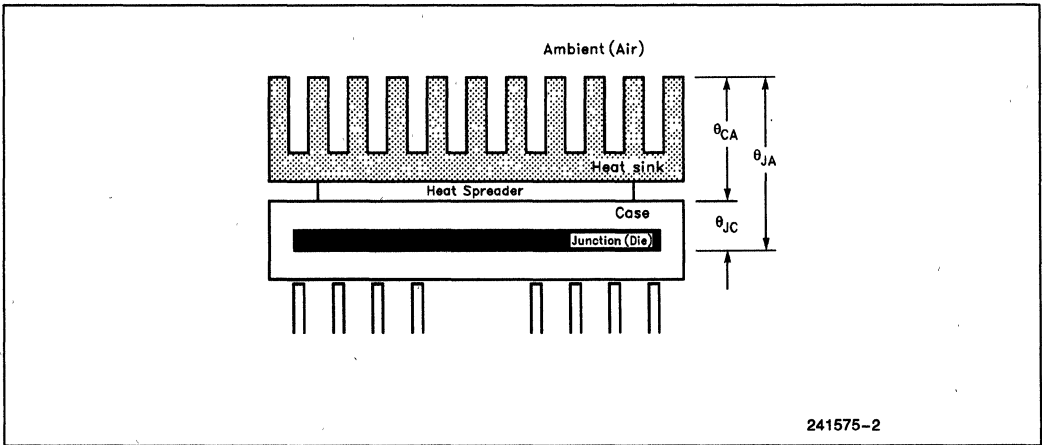 Ambient (Air)
θCA
θJA
Heat sink
Heat Spreader
Case
θJC
Junction (Die)
241575-2